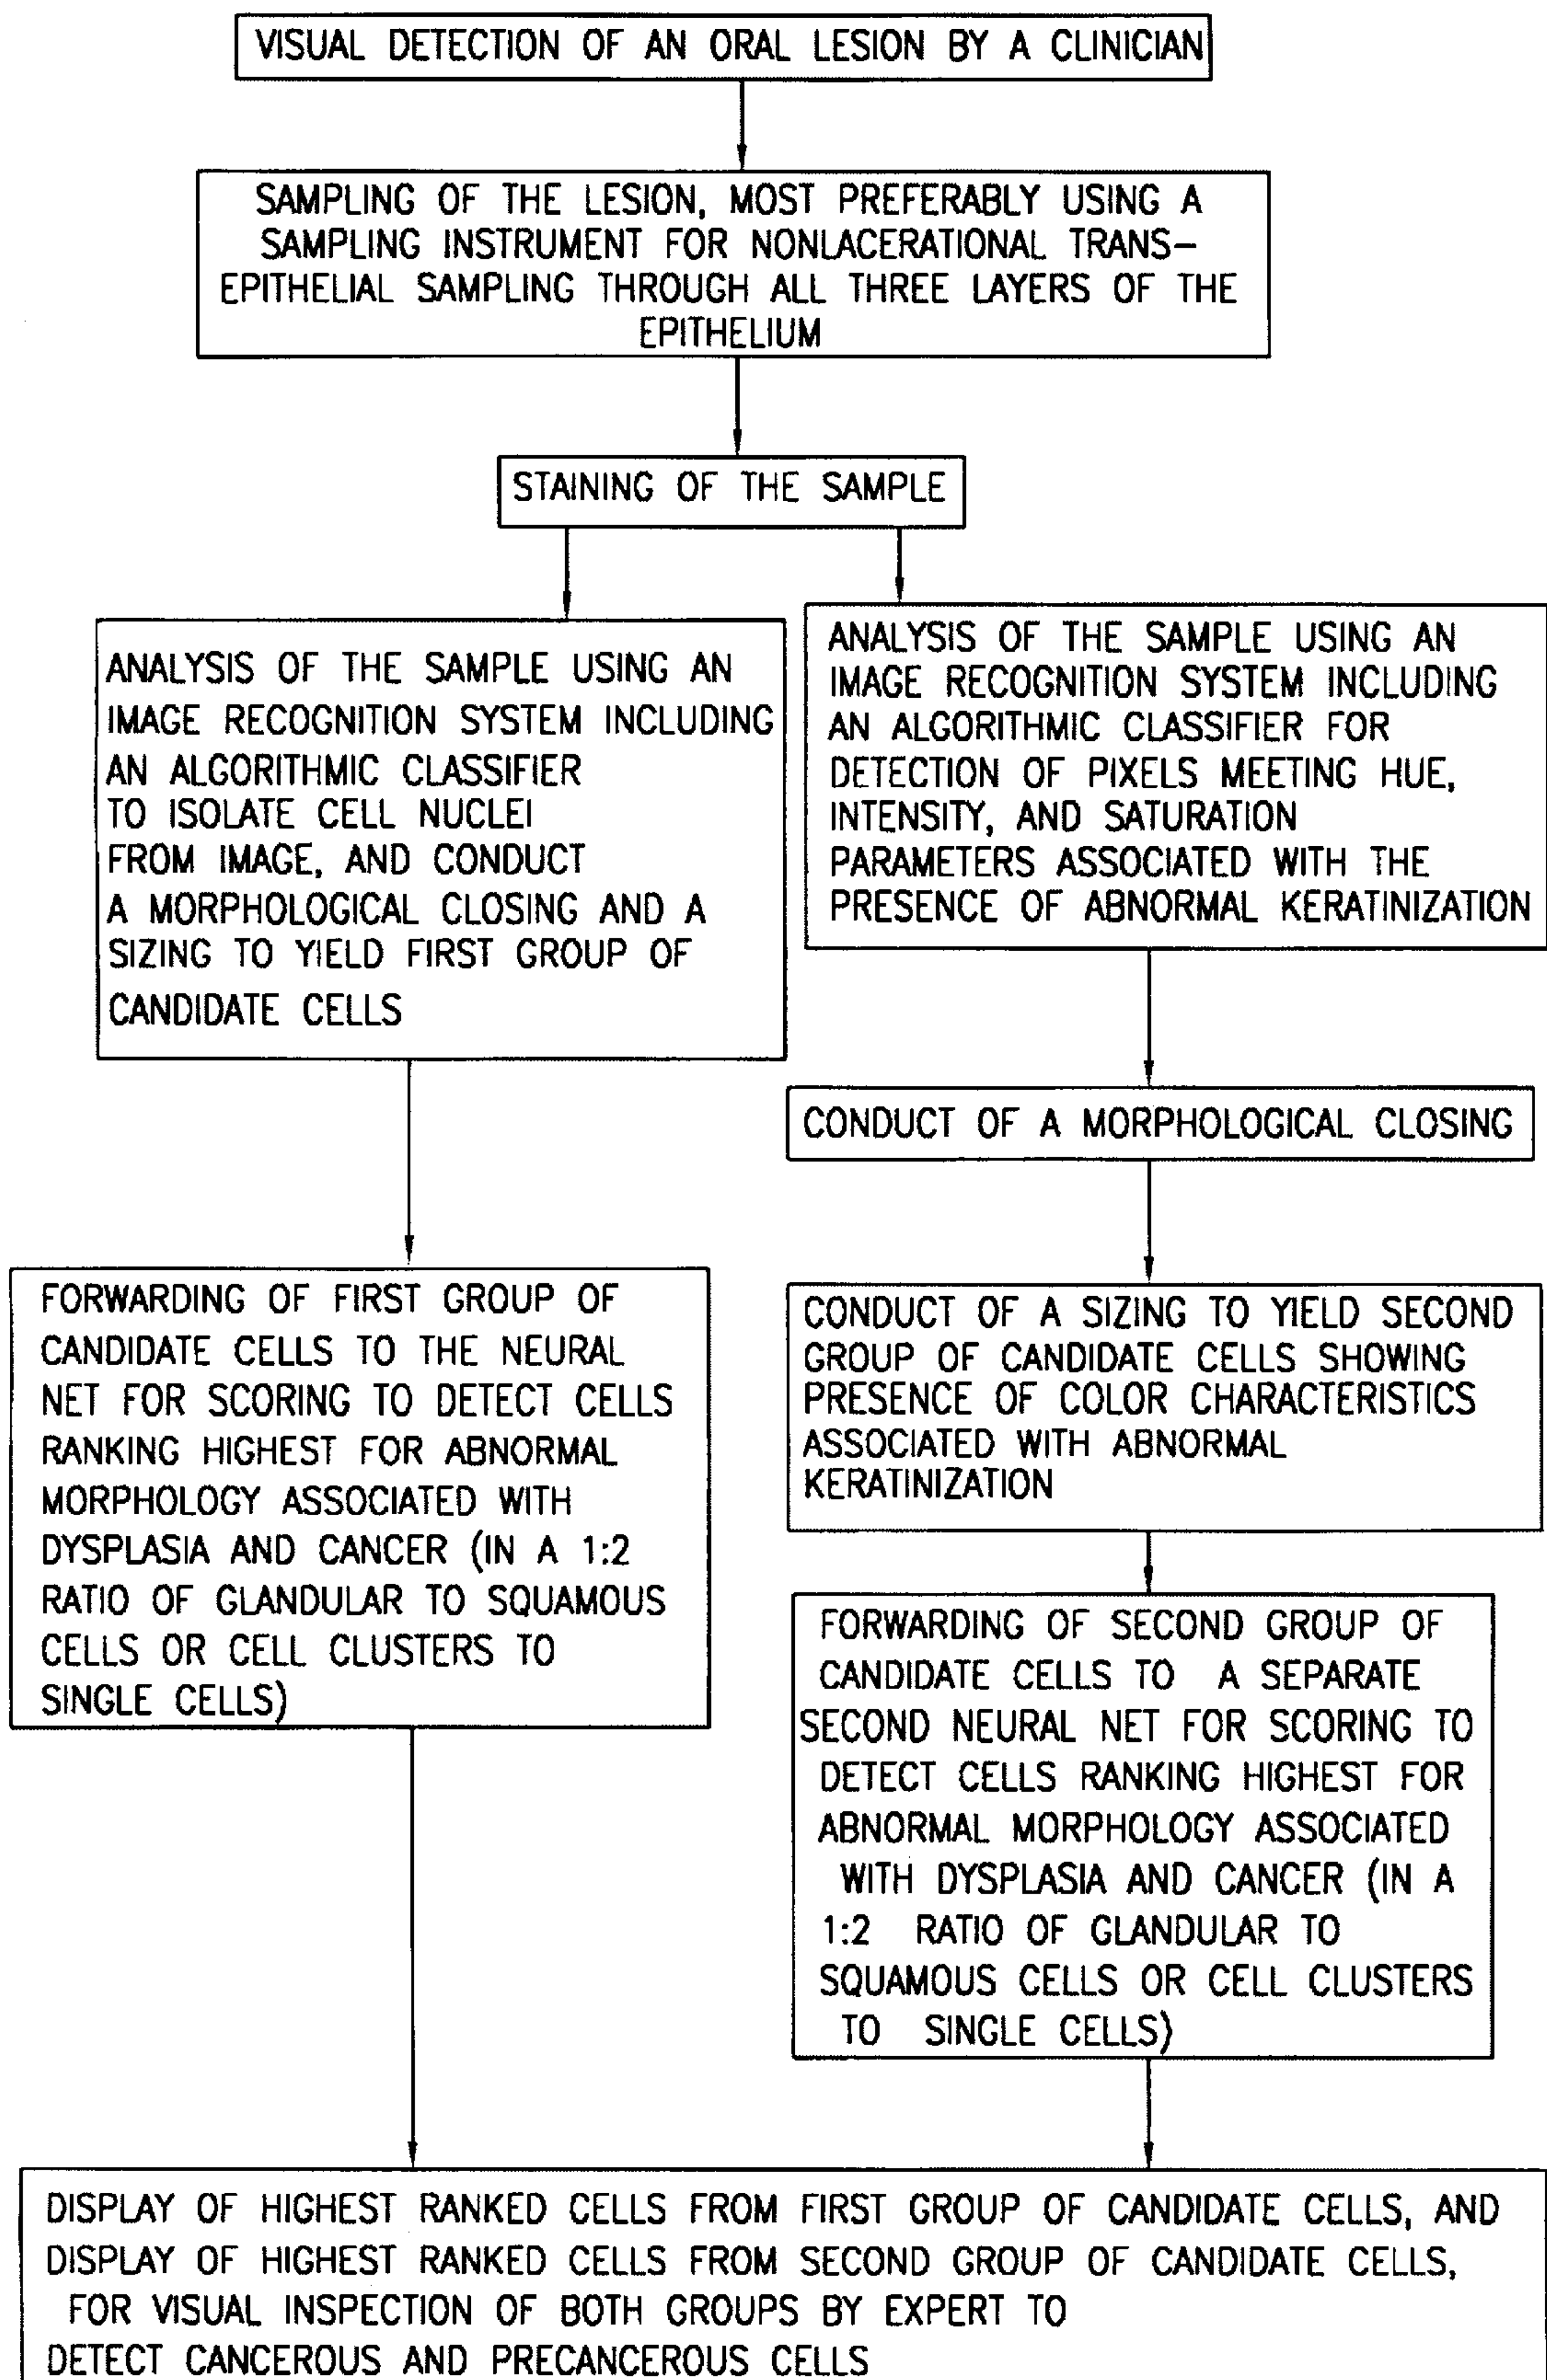 VISUAL DETECTION OF AN ORAL LESION BY A CLINICIAN
SAMPLING OF THE LESION, MOST PREFERABLY USING A
SAMPLING INSTRUMENT FOR NONLACERATIONAL TRANS-
EPITHELIAL SAMPLING THROUGH ALL THREE LAYERS OF THE
EPITHELIUM
STAINING OF THE SAMPLE
ANALYSIS OF THE SAMPLE USING AN
IMAGE RECOGNITION SYSTEM INCLUDING
AN ALGORITHMIC CLASSIFIER
TO ISOLATE CELL NUCLEI
FROM IMAGE, AND CONDUCT
A MORPHOLOGICAL CLOSING AND A
SIZING TO YIELD FIRST GROUP OF
CANDIDATE CELLS
ANALYSIS OF THE SAMPLE USING AN
IMAGE RECOGNITION SYSTEM INCLUDING
AN ALGORITHMIC CLASSIFIER FOR
DETECTION OF PIXELS MEETING HUE,
INTENSITY, AND SATURATION
PARAMETERS ASSOCIATED WITH THE
PRESENCE OF ABNORMAL KERATINIZATION
CONDUCT OF A MORPHOLOGICAL CLOSING
FORWARDING OF FIRST GROUP OF
CANDIDATE CELLS TO THE NEURAL
NET FOR SCORING TO DETECT CELLS
RANKING HIGHEST FOR ABNORMAL
MORPHOLOGY ASSOCIATED WITH
DYSPLASIA AND CANCER (IN A 1:2
RATIO OF GLANDULAR TO SQUAMOUS
CELLS OR CELL CLUSTERS TO
SINGLE CELLS)
CONDUCT OF A SIZING TO YIELD SECOND
GROUP OF CANDIDATE CELLS SHOWING
PRESENCE OF COLOR CHARACTERISTICS
ASSOCIATED WITH ABNORMAL
KERATINIZATION
FORWARDING OF SECOND GROUP OF
CANDIDATE CELLS TO A SEPARATE
SECOND NEURAL NET FOR SCORING TO
DETECT CELLS RANKING HIGHEST FOR
ABNORMAL MORPHOLOGY ASSOCIATED
WITH DYSPLASIA AND CANCER (IN A
1:2 RATIO OF GLANDULAR TO
SQUAMOUS CELLS OR CELL CLUSTERS
TO SINGLE CELLS)
DISPLAY OF HIGHEST RANKED CELLS FROM FIRST GROUP OF CANDIDATE CELLS, AND
DISPLAY OF HIGHEST RANKED CELLS FROM SECOND GROUP OF CANDIDATE CELLS,
FOR VISUAL INSPECTION OF BOTH GROUPS BY EXPERT TO
DETECT CANCEROUS AND PRECANCEROUS CELLS